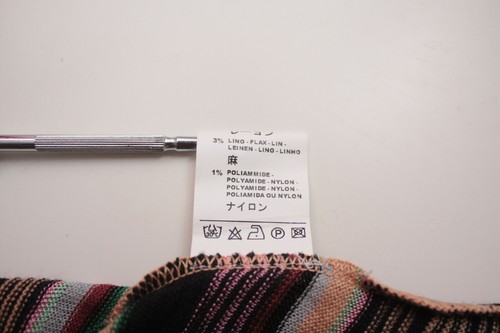 レーヨン
3% LINO - FLAX - LIN -
LEINEN - LINO - LINHO
麻
1% POLIAMMIDE -
POLYAMIDE - NYLON -
POLYAMIDE - NYLON -
POLIAMIDA OU NYLON
ナイロン
P